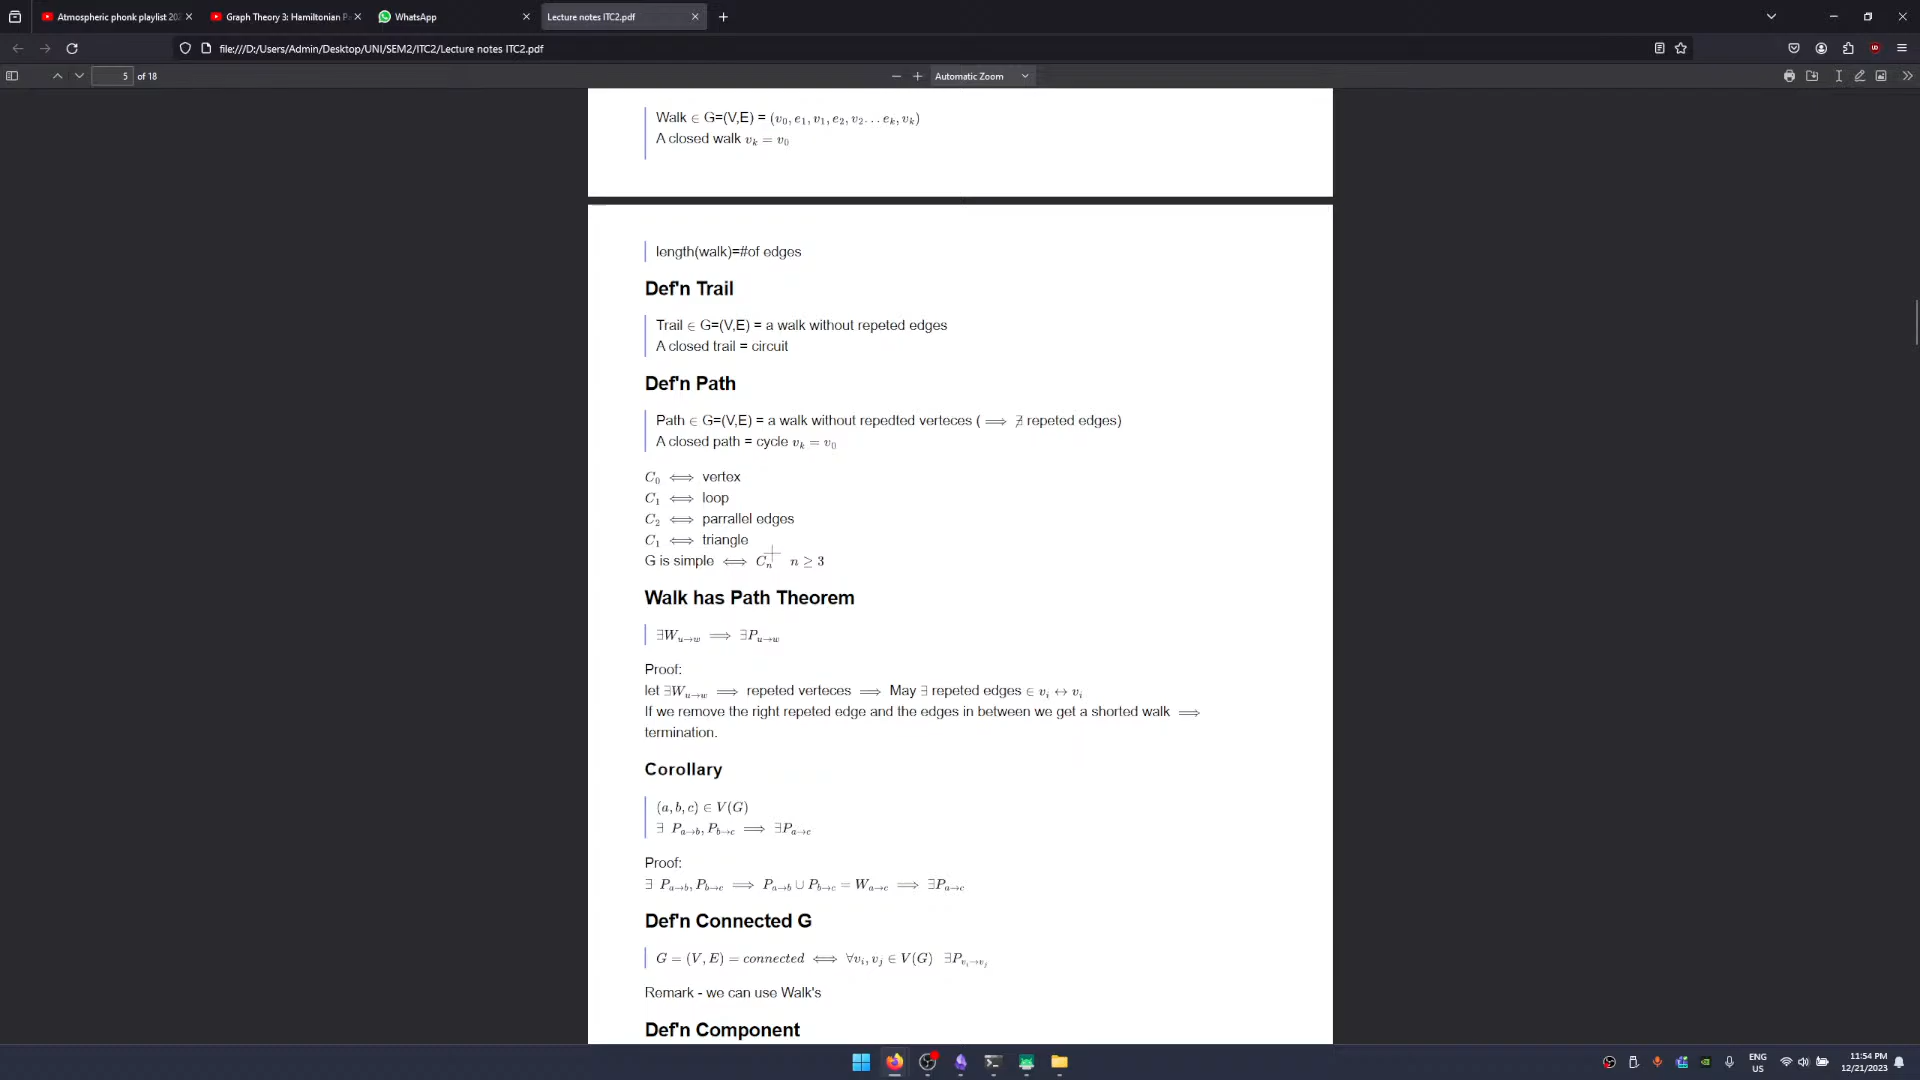 Atmospheric phonk playlist 202
Graph Theory 3: Hamiltonian P
WhatsApp
Lecture notes ITC2.pdf
file:///D:/Users/Admin/Desktop/UNI/SEM2/ITC2/Lecture notes ITC2.pdf
5 of 18
Automatic Zoom
Walk ∈ G=(V,E) = (v₀, e₁, v₁, e₂, v₂… eₖ, vₖ)
A closed walk vₖ = v₀
length(walk)=#of edges
Def'n Trail
Trail ∈ G=(V,E) = a walk without repeted edges
A closed trail = circuit
Def'n Path
Path ∈ G=(V,E) = a walk without repedted verteces ( ⟹ ∄ repeted edges)
A closed path = cycle vₖ = v₀
C₀ ⟺ vertex
C₁ ⟺ loop
C₂ ⟺ parrallel edges
C₁ ⟺ triangle
G is simple ⟺ Cₙ n ≥ 3
Walk has Path Theorem
∃W_{u→w} ⟹ ∃P_{u→w}
Proof:
let ∃W_{u→w} ⟹ repeted verteces ⟹ May ∃ repeted edges ∈ vᵢ ↔ vᵢ
If we remove the right repeted edge and the edges in between we get a shorted walk ⟹
termination.
Corollary
(a, b, c) ∈ V(G)
∃ P_{a→b}, P_{b→c} ⟹ ∃P_{a→c}
Proof:
∃ P_{a→b}, P_{b→c} ⟹ P_{a→b} ∪ P_{b→c} = W_{a→c} ⟹ ∃P_{a→c}
Def'n Connected G
G = (V, E) = connected ⟺ ∀vᵢ, vⱼ ∈ V(G) ∃P_{vᵢ→vⱼ}
Remark - we can use Walk's
Def'n Component
ENG
US
11:54 PM
12/21/2023